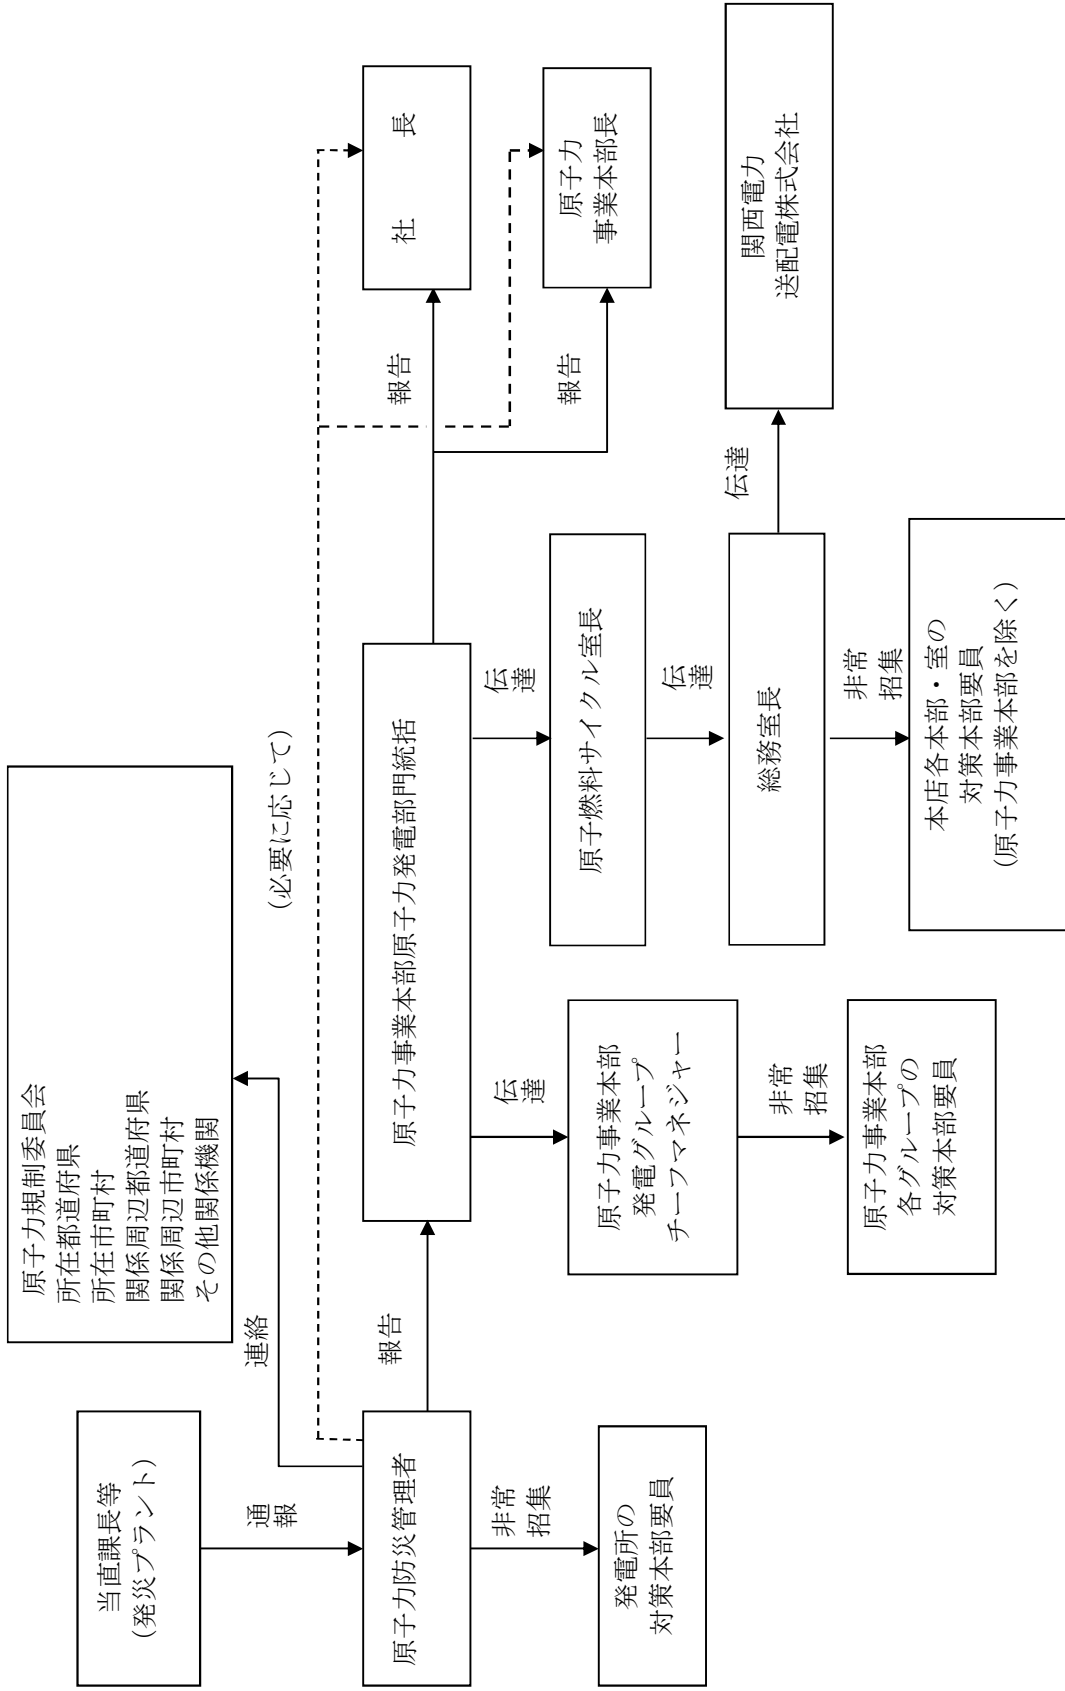 当直課長等
(発災プラント)
通報
原子力防災管理者
非常
招集
発電所の
対策本部要員
連絡
原子力規制委員会
所在都道府県
所在市町村
関係周辺都道府県
関係周辺市町村
その他関係機関
(必要に応じて)
報告
原子力事業本部原子力発電部門統括
伝達
原子力事業本部
発電グループ
チーフマネジャー
非常
招集
原子力事業本部
各グループの
対策本部要員
伝達
原子燃料サイクル室長
伝達
総務室長
非常
招集
本店各本部・室の
対策本部要員
(原子力事業本部を除く)
伝達
関西電力
送配電株式会社
報告
社長
報告
原子力
事業本部長